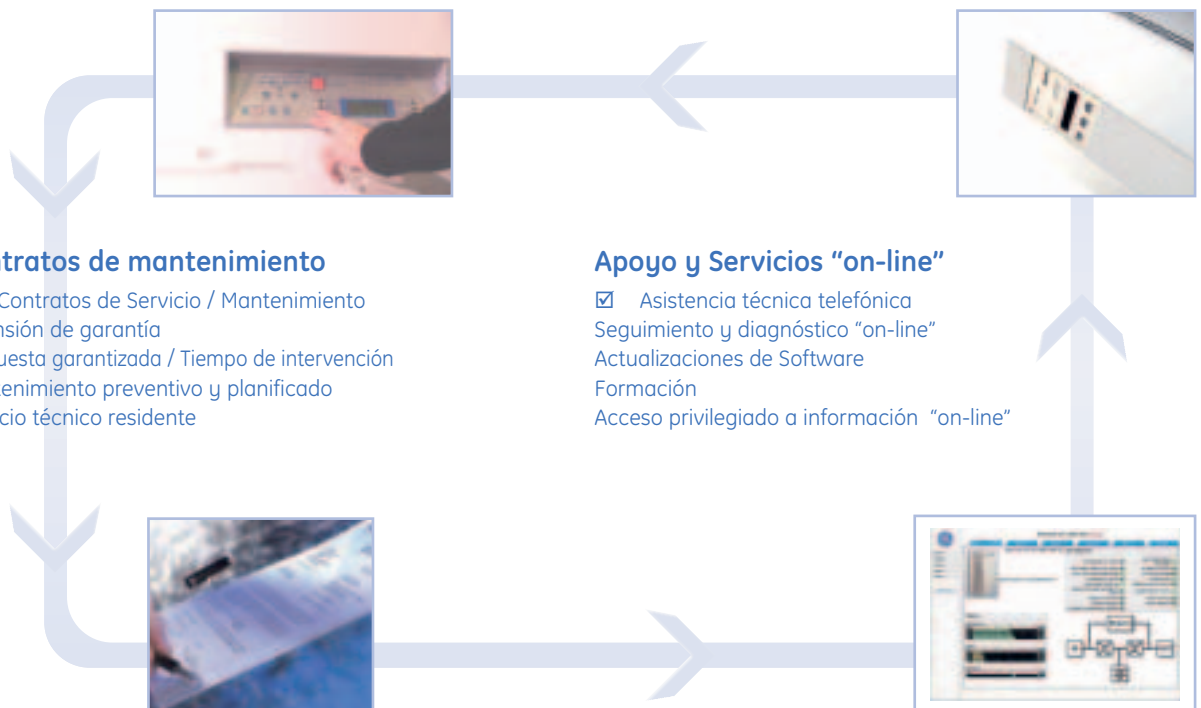 ntratos de mantenimiento
Contratos de Servicio / Mantenimiento
nsión de garantía
uesta garantizada / Tiempo de intervención
tenimiento preventivo y planificado
cio técnico residente
Apoyo y Servicios “on-line”
☑ Asistencia técnica telefónica
Seguimiento y diagnóstico “on-line”
Actualizaciones de Software
Formación
Acceso privilegiado a información “on-line”